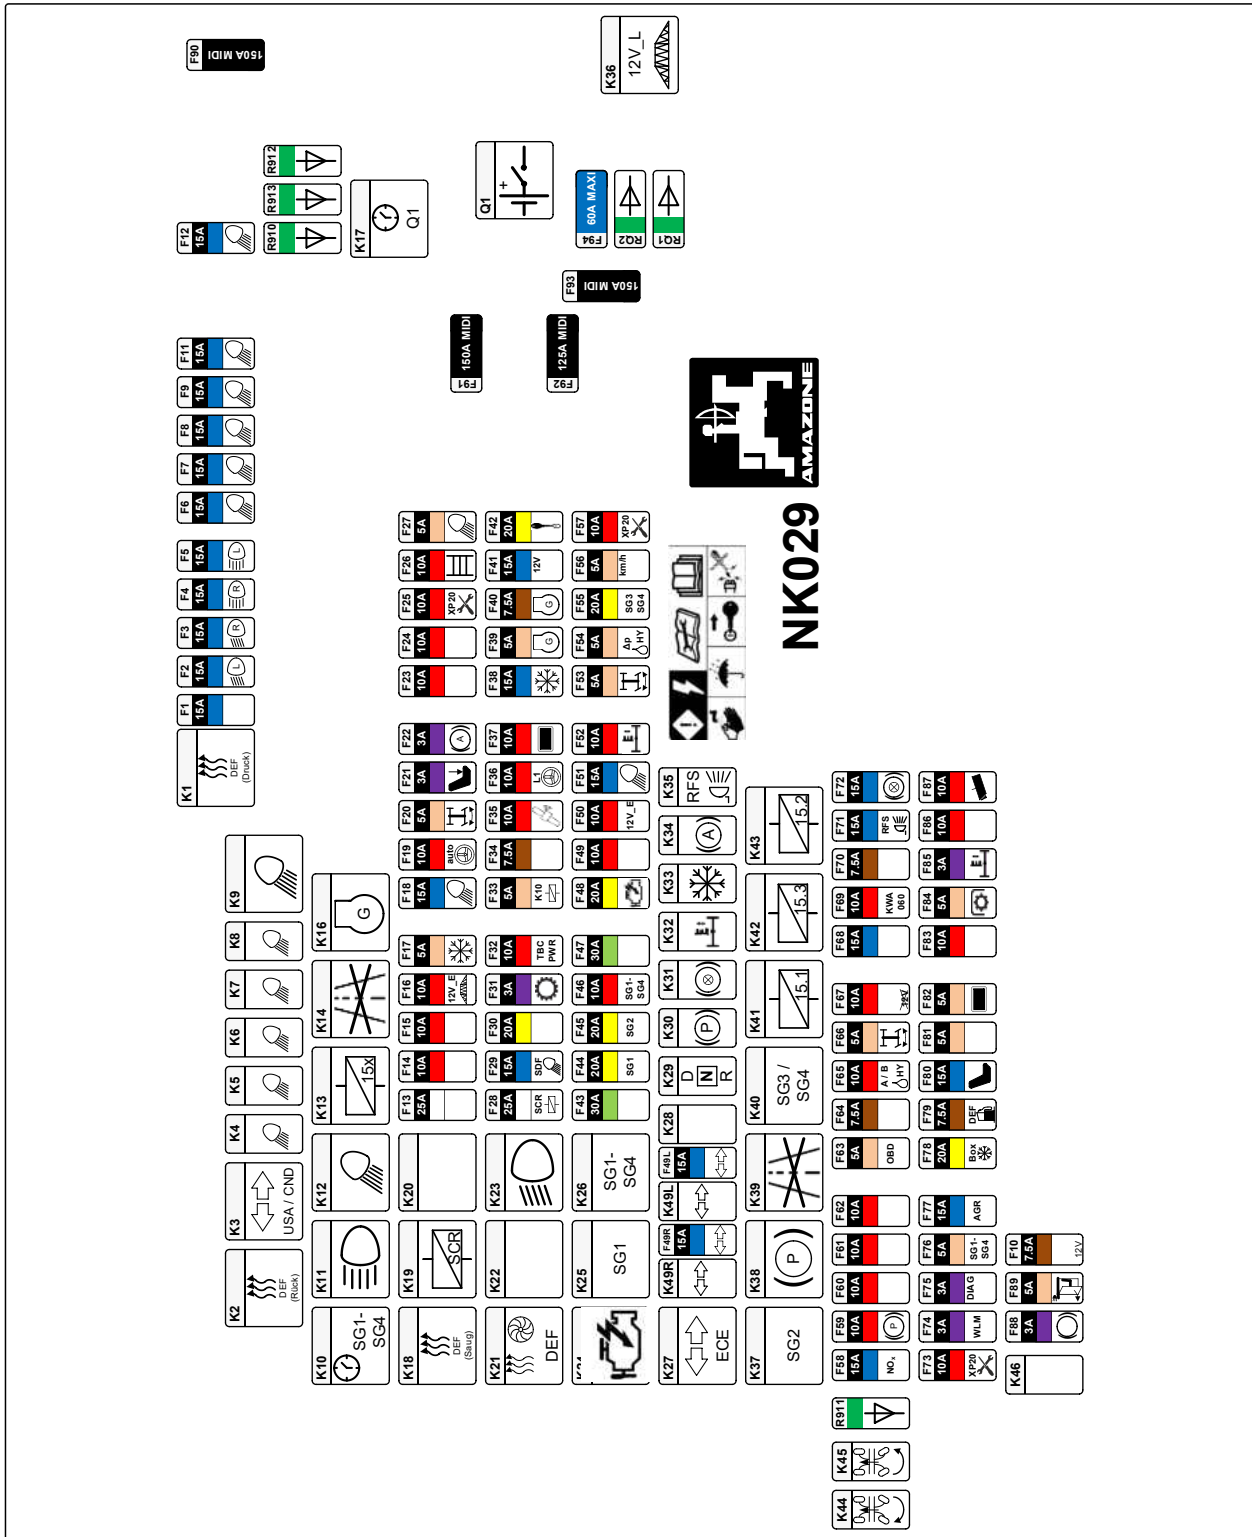 F90 150A MIDI
K36 12V_L
R912
R913
R910
F12 15A
K17 Q1
Q1 +
F94 60A MAXI
RQ2
RQ1
F93 150A MIDI
F91 150A MIDI
F92 125A MIDI
F11 15A
F9 15A
F8 15A
F7 15A
F6 15A
F5 15A L
F4 15A R
F3 15A R
F2 15A L
F1 15A
K1 DEF (Druck)
AMAZONE
NK029
F27 5A
F26 10A
F25 10A XP20
F24 10A
F23 10A
F42 20A
F41 15A 12V
F40 7.5A G
F39 5A G
F38 15A
F57 10A XP20
F56 5A km/h
F55 20A SG3 SG4
F54 5A Δp HY
F53 5A
F22 3A (A)
F21 3A
F20 5A
F19 10A auto
F18 15A
F37 10A
F36 10A L1
F35 10A
F34 7.5A
F33 5A K10
F52 10A
F51 15A
F50 10A 12V_E
F49 10A
F48 20A
K9
K8
K7
K6
K5
K4
K3 USA / CND
K2 DEF (Rück)
K16 G
K14
K13 15x
K12
K11
K10 SG1-SG4
F17 5A
F16 10A 12V_E
F15 10A
F14 10A
F13 25A
F32 10A TBC PWR
F31 3A
F30 20A
F29 15A SDF
F28 25A SCR
F47 30A
F46 10A SG1-SG4
F45 20A SG2
F44 20A SG1
F43 30A
K20
K19 SCR
K18 DEF (Saug)
K23
K22
K21 DEF
K26 SG1-SG4
K25 SG1
K35 RFS
K34 (A)
K33
K32
K31
K30 (P)
K29 D N R
K28
F49L 15A
K49L
F49R 15A
K49R
K27 ECE
K43 15.2
K42 15.3
K41 15.1
K40 SG3 / SG4
K39
K38 (P)
K37 SG2
F72 15A
F71 15A RFS
F70 7.5A
F69 10A KWA 060
F68 15A
F87 10A
F86 10A
F85 3A
F84 5A
F83 10A
F67 10A 12V
F66 5A
F65 10A A / B HY
F64 7.5A
F63 5A OBD
F82 5A
F81 5A
F80 15A
F79 7.5A DEF
F78 20A Box
F62 10A
F61 10A
F60 10A
F59 10A (P)
F58 15A NOx
F77 15A AGR
F76 5A SG1-SG4
F75 3A DIAG
F74 3A WLM
F73 10A XP20
F10 7.5A 12V
F89 5A
F88 3A
K46
R911
K45
K44